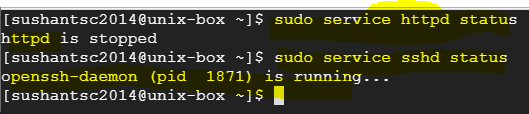 [sushantsc2014@unix-box ~]$ sudo service httpd status
httpd is stopped
[sushantsc2014@unix-box ~]$ sudo service sshd status
openssh-daemon (pid  1871) is running...
[sushantsc2014@unix-box ~]$